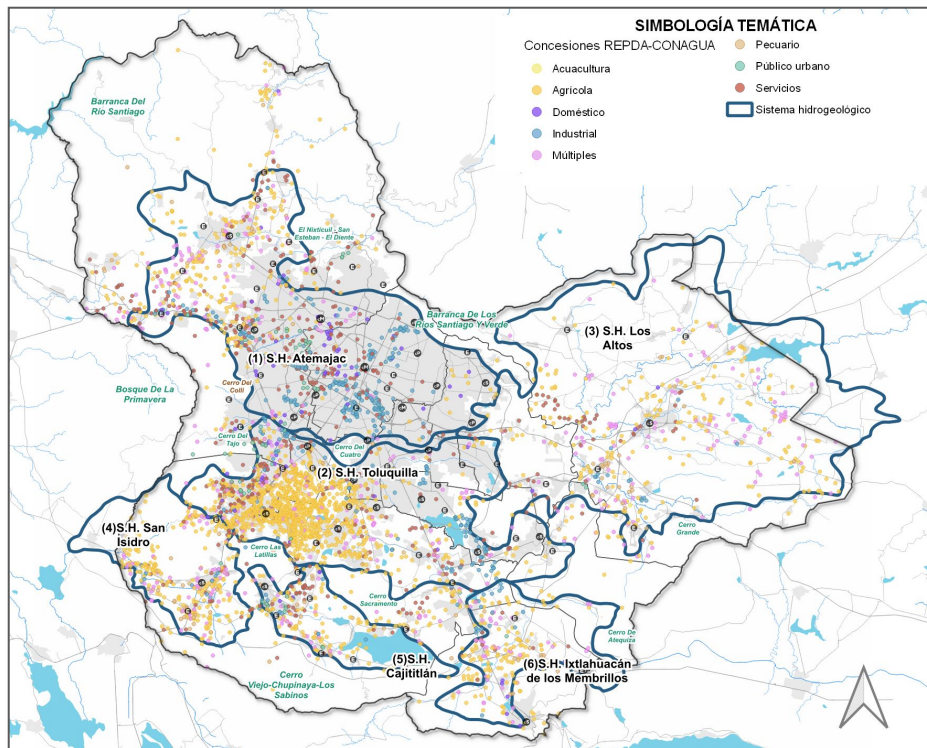 SIMBOLOGÍA TEMÁTICA
Concesiones REPDA-CONAGUA
Acuacultura
Agrícola
Doméstico
Industrial
Múltiples
Pecuario
Público urbano
Servicios
Sistema hidrogeológico
Barranca Del
Río Santiago
El Nixticuil - San
Esteban - El Diente
Barranca De Los
Ríos Santiago Y Verde
(3) S.H. Los
Altos
(1) S.H. Atemajac
Bosque De La
Primavera
Cerro Del
Colli
Cerro Del
Tajo
Cerro Del
Cuatro
(2) S.H. Toluquilla
(4)S.H. San
Isidro
Cerro
Grande
Cerro Las
Latillas
Cerro
Sacramento
Cerro De
Atequiza
(5)S.H.
Cajititlán
(6)S.H. Ixtlahuacán
de los Membrillos
Cerro
Viejo-Chupinaya-Los
Sabinos